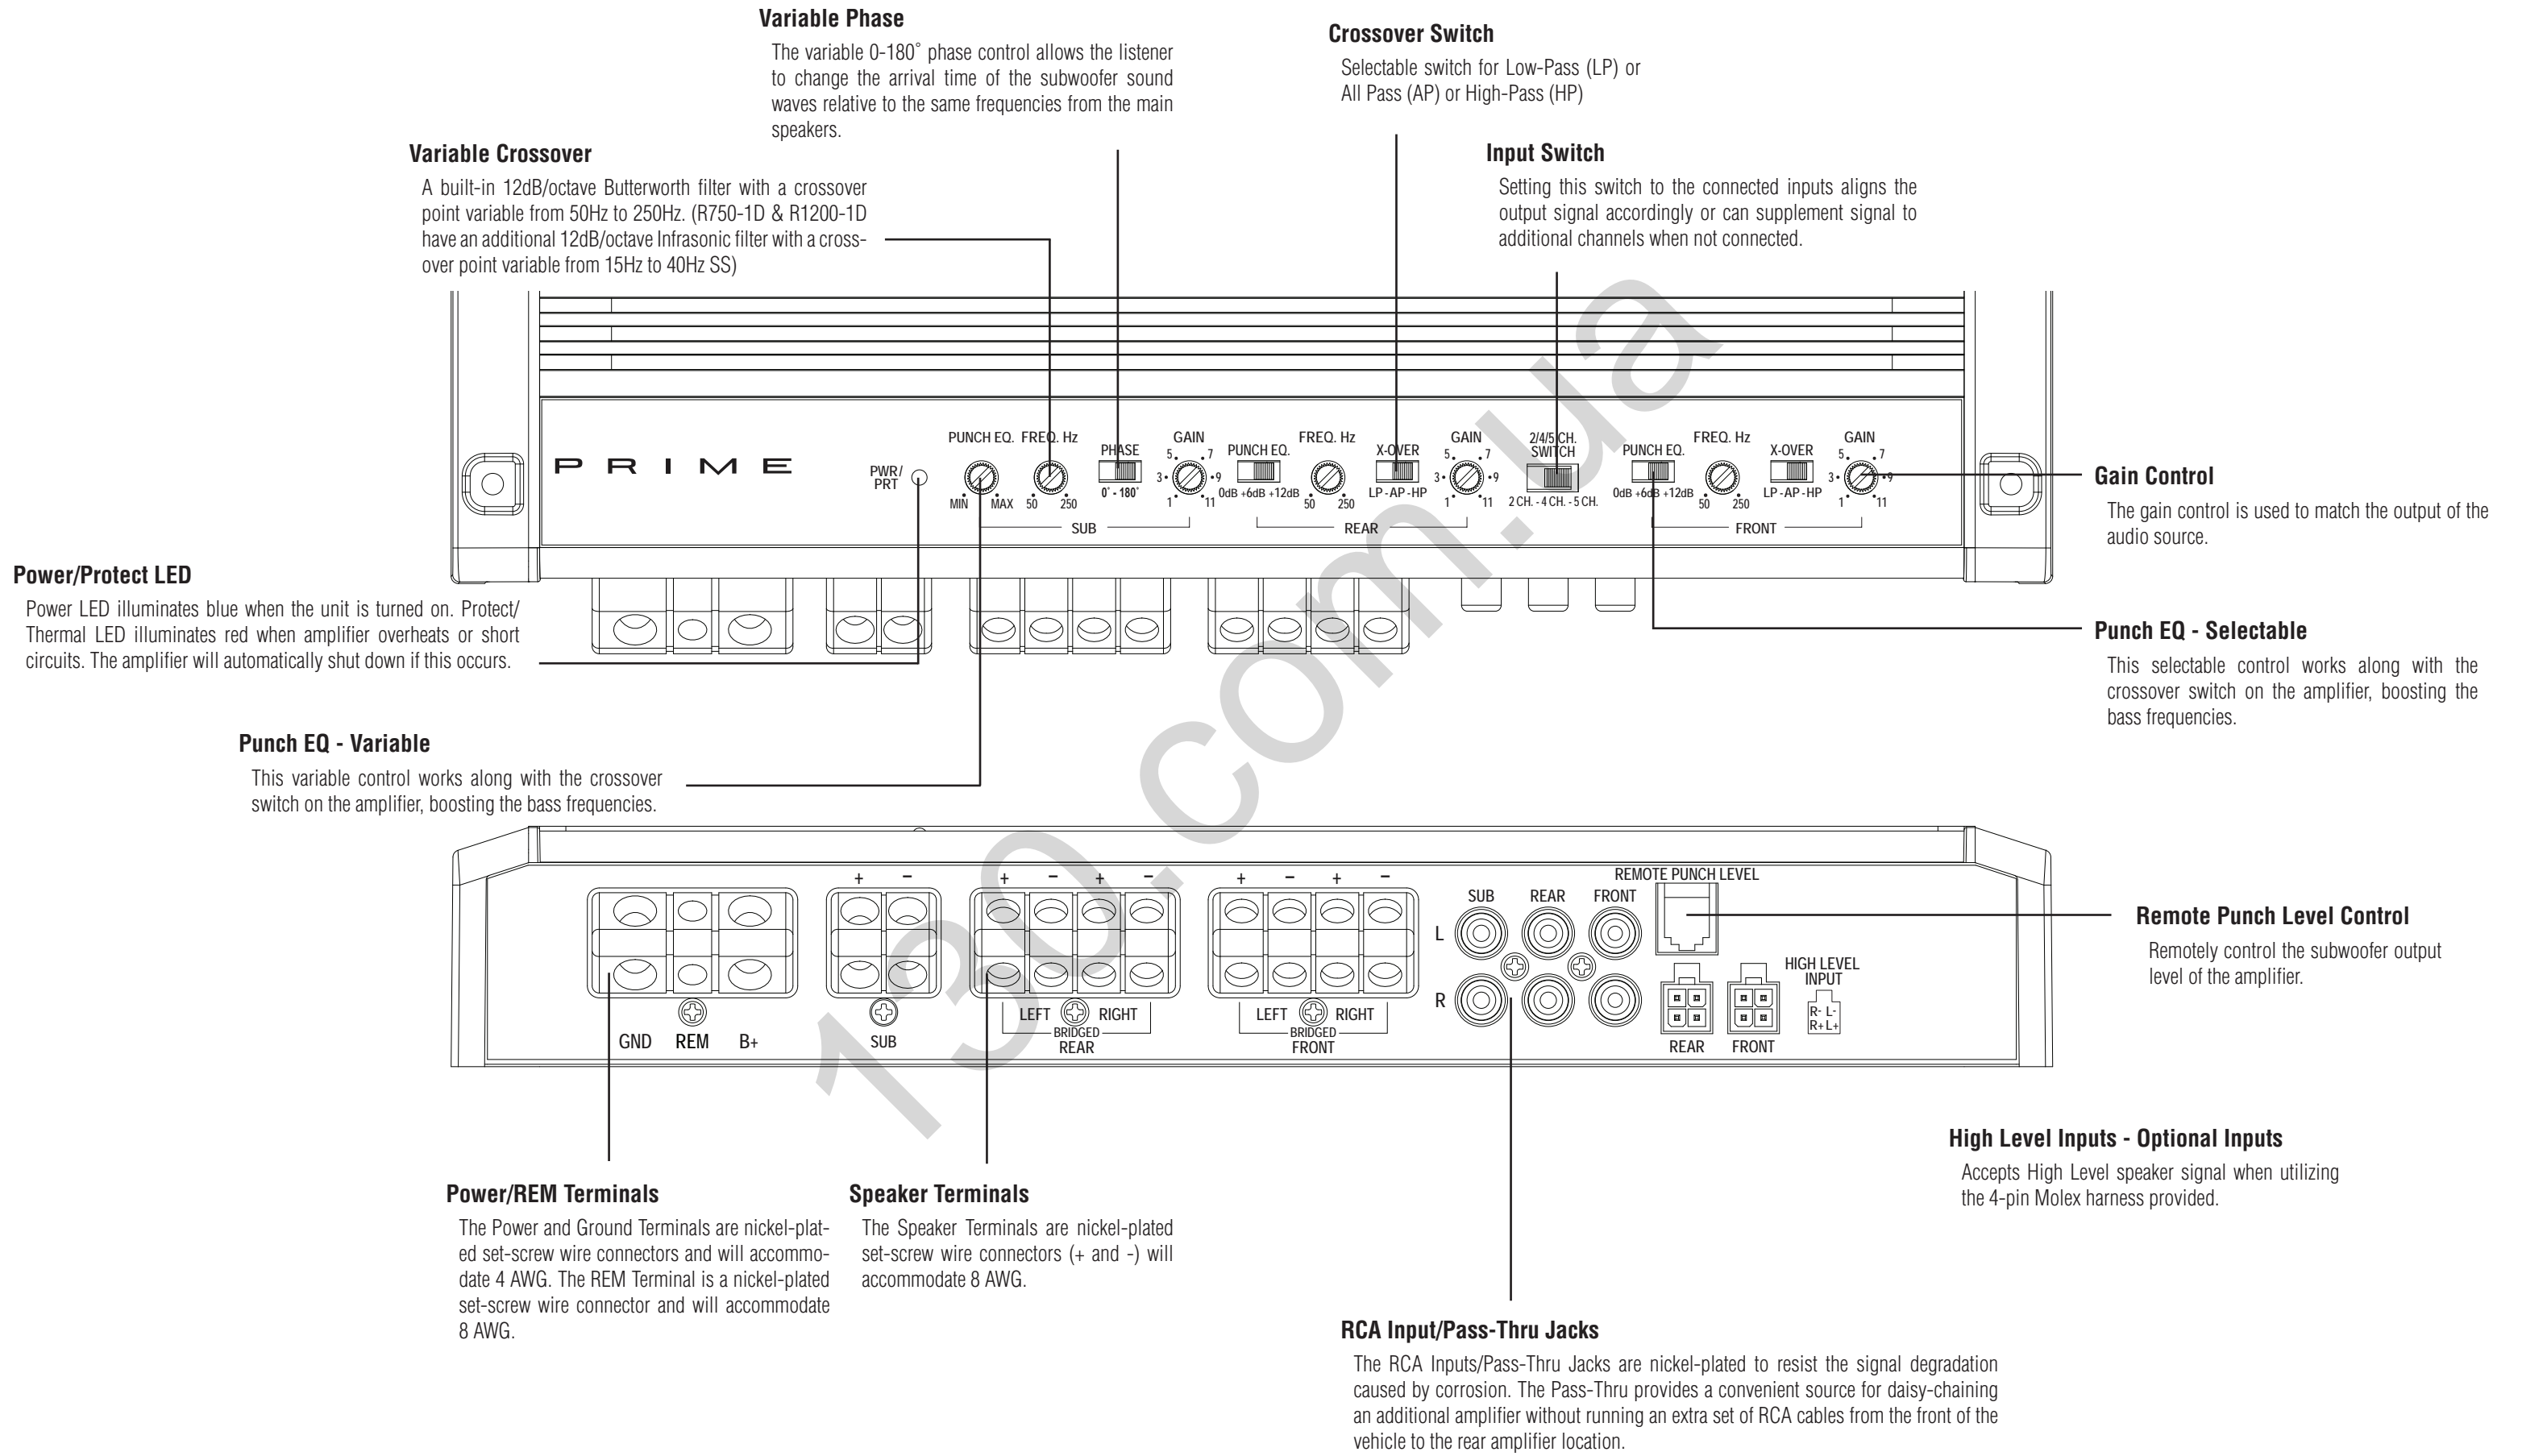 Variable Phase
The variable 0-180˚ phase control allows the listener
to change the arrival time of the subwoofer sound
waves relative to the same frequencies from the main
speakers.
Crossover Switch
Selectable switch for Low-Pass (LP) or
All Pass (AP) or High-Pass (HP)
Variable Crossover
A built-in 12dB/octave Butterworth filter with a crossover
point variable from 50Hz to 250Hz. (R750-1D & R1200-1D
have an additional 12dB/octave Infrasonic filter with a cross-
over point variable from 15Hz to 40Hz SS)
Input Switch
Setting this switch to the connected inputs aligns the
output signal accordingly or can supplement signal to
additional channels when not connected.
PRIME
PWR/
PRT
PUNCH EQ.
MIN MAX
FREQ. Hz
50 250
PHASE
0˚ - 180˚
GAIN
1 3 5 7 9 11
SUB
PUNCH EQ.
0dB +6dB +12dB
FREQ. Hz
50 250
X-OVER
LP - AP - HP
GAIN
1 3 5 7 9 11
REAR
2/4/5 CH.
SWITCH
2 CH. - 4 CH. - 5 CH.
PUNCH EQ.
0dB +6dB +12dB
FREQ. Hz
50 250
X-OVER
LP - AP - HP
GAIN
1 3 5 7 9 11
FRONT
Gain Control
The gain control is used to match the output of the
audio source.
Power/Protect LED
Power LED illuminates blue when the unit is turned on. Protect/
Thermal LED illuminates red when amplifier overheats or short
circuits. The amplifier will automatically shut down if this occurs.
Punch EQ - Selectable
This selectable control works along with the
crossover switch on the amplifier, boosting the
bass frequencies.
Punch EQ - Variable
This variable control works along with the crossover
switch on the amplifier, boosting the bass frequencies.
GND REM B+
+ −
SUB
+ − + −
LEFT RIGHT
BRIDGED
REAR
+ − + −
LEFT RIGHT
BRIDGED
FRONT
SUB REAR FRONT
L
R
REMOTE PUNCH LEVEL
HIGH LEVEL
INPUT
R- L-
R+ L+
REAR FRONT
Remote Punch Level Control
Remotely control the subwoofer output
level of the amplifier.
High Level Inputs - Optional Inputs
Accepts High Level speaker signal when utilizing
the 4-pin Molex harness provided.
Power/REM Terminals
The Power and Ground Terminals are nickel-plat-
ed set-screw wire connectors and will accommo-
date 4 AWG. The REM Terminal is a nickel-plated
set-screw wire connector and will accommodate
8 AWG.
Speaker Terminals
The Speaker Terminals are nickel-plated
set-screw wire connectors (+ and -) will
accommodate 8 AWG.
RCA Input/Pass-Thru Jacks
The RCA Inputs/Pass-Thru Jacks are nickel-plated to resist the signal degradation
caused by corrosion. The Pass-Thru provides a convenient source for daisy-chaining
an additional amplifier without running an extra set of RCA cables from the front of the
vehicle to the rear amplifier location.
130.com.ua